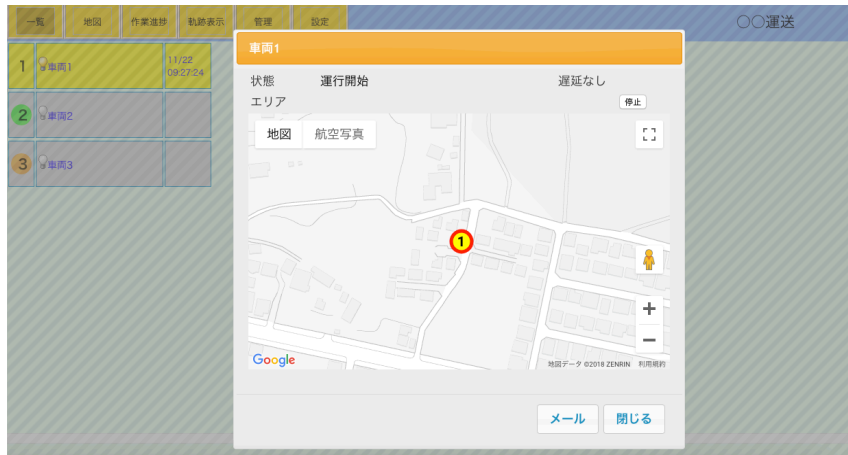 一覧 地図 作業進捗 軌跡表示 管理 設定 〇〇運送
1 車両1 11/22 09:27:24
2 車両2
3 車両3
車両1
状態 運行開始 遅延なし
エリア 停止
地図 航空写真
1
Google 地図データ ©2018 ZENRIN 利用規約
メール 閉じる